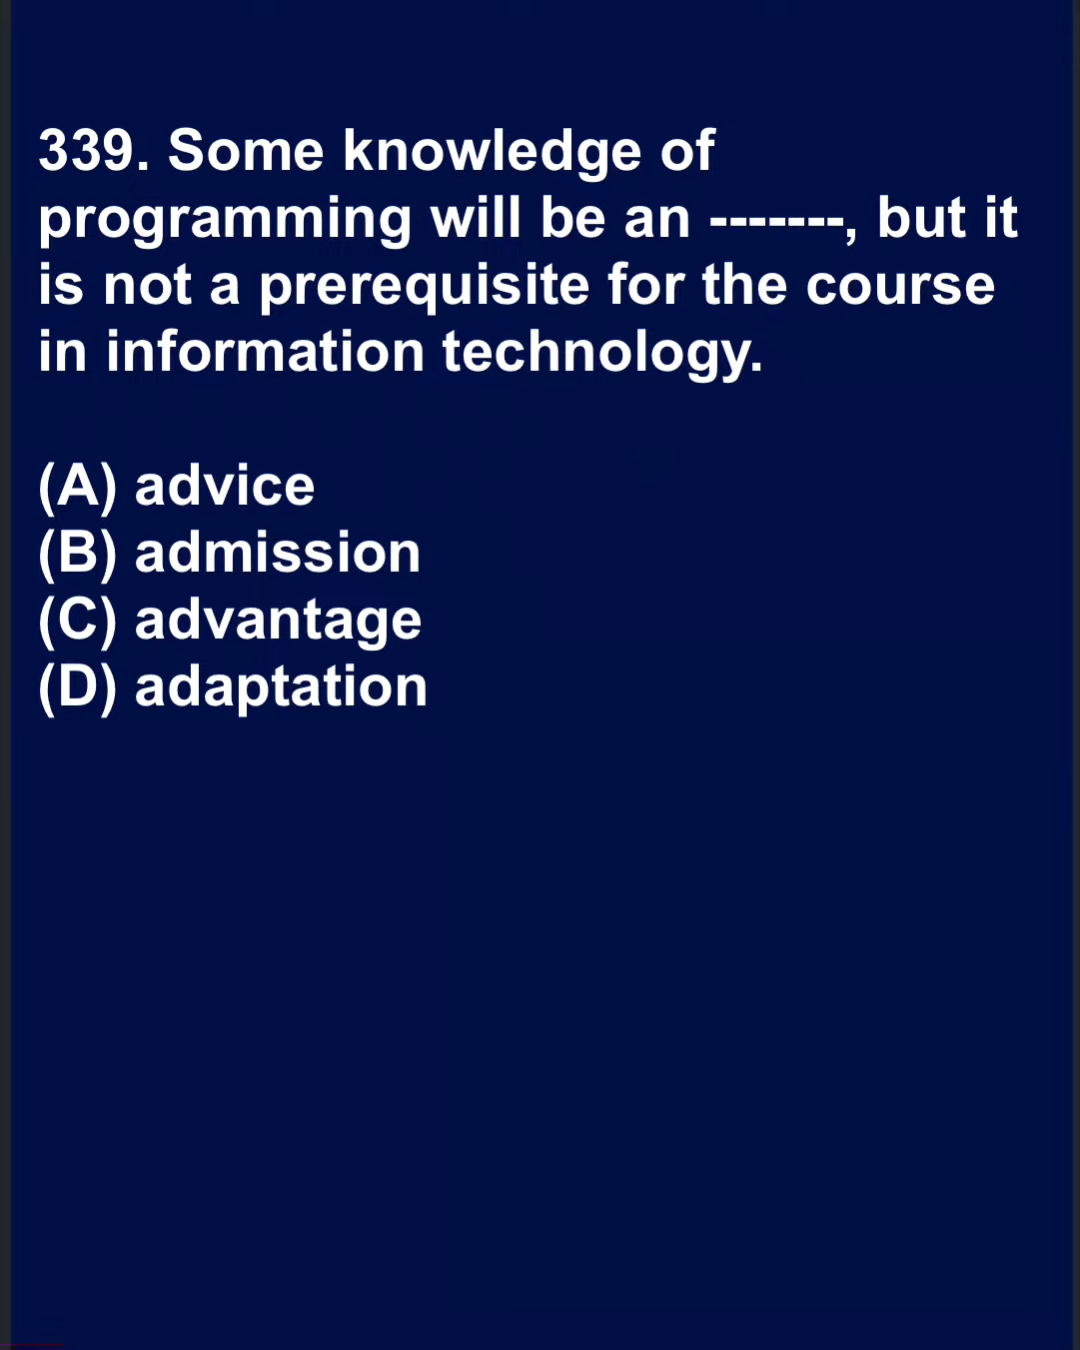 339. Some knowledge of
programming will be an -------, but it
is not a prerequisite for the course
in information technology.
(A) advice
(B) admission
(C) advantage
(D) adaptation